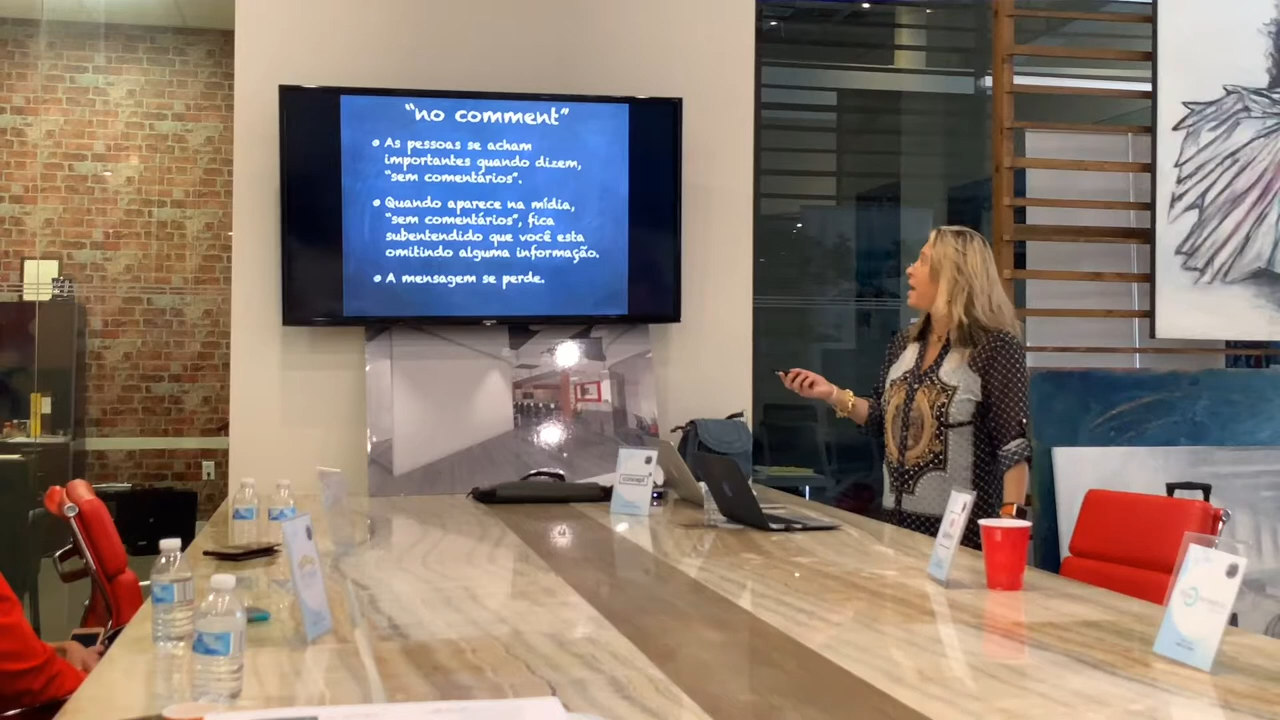 “no comment”
• As pessoas se acham
importantes quando dizem,
“sem comentários”.
• Quando aparece na mídia,
“sem comentários”, fica
subentendido que você esta
omitindo alguma informação.
• A mensagem se perde.
concept